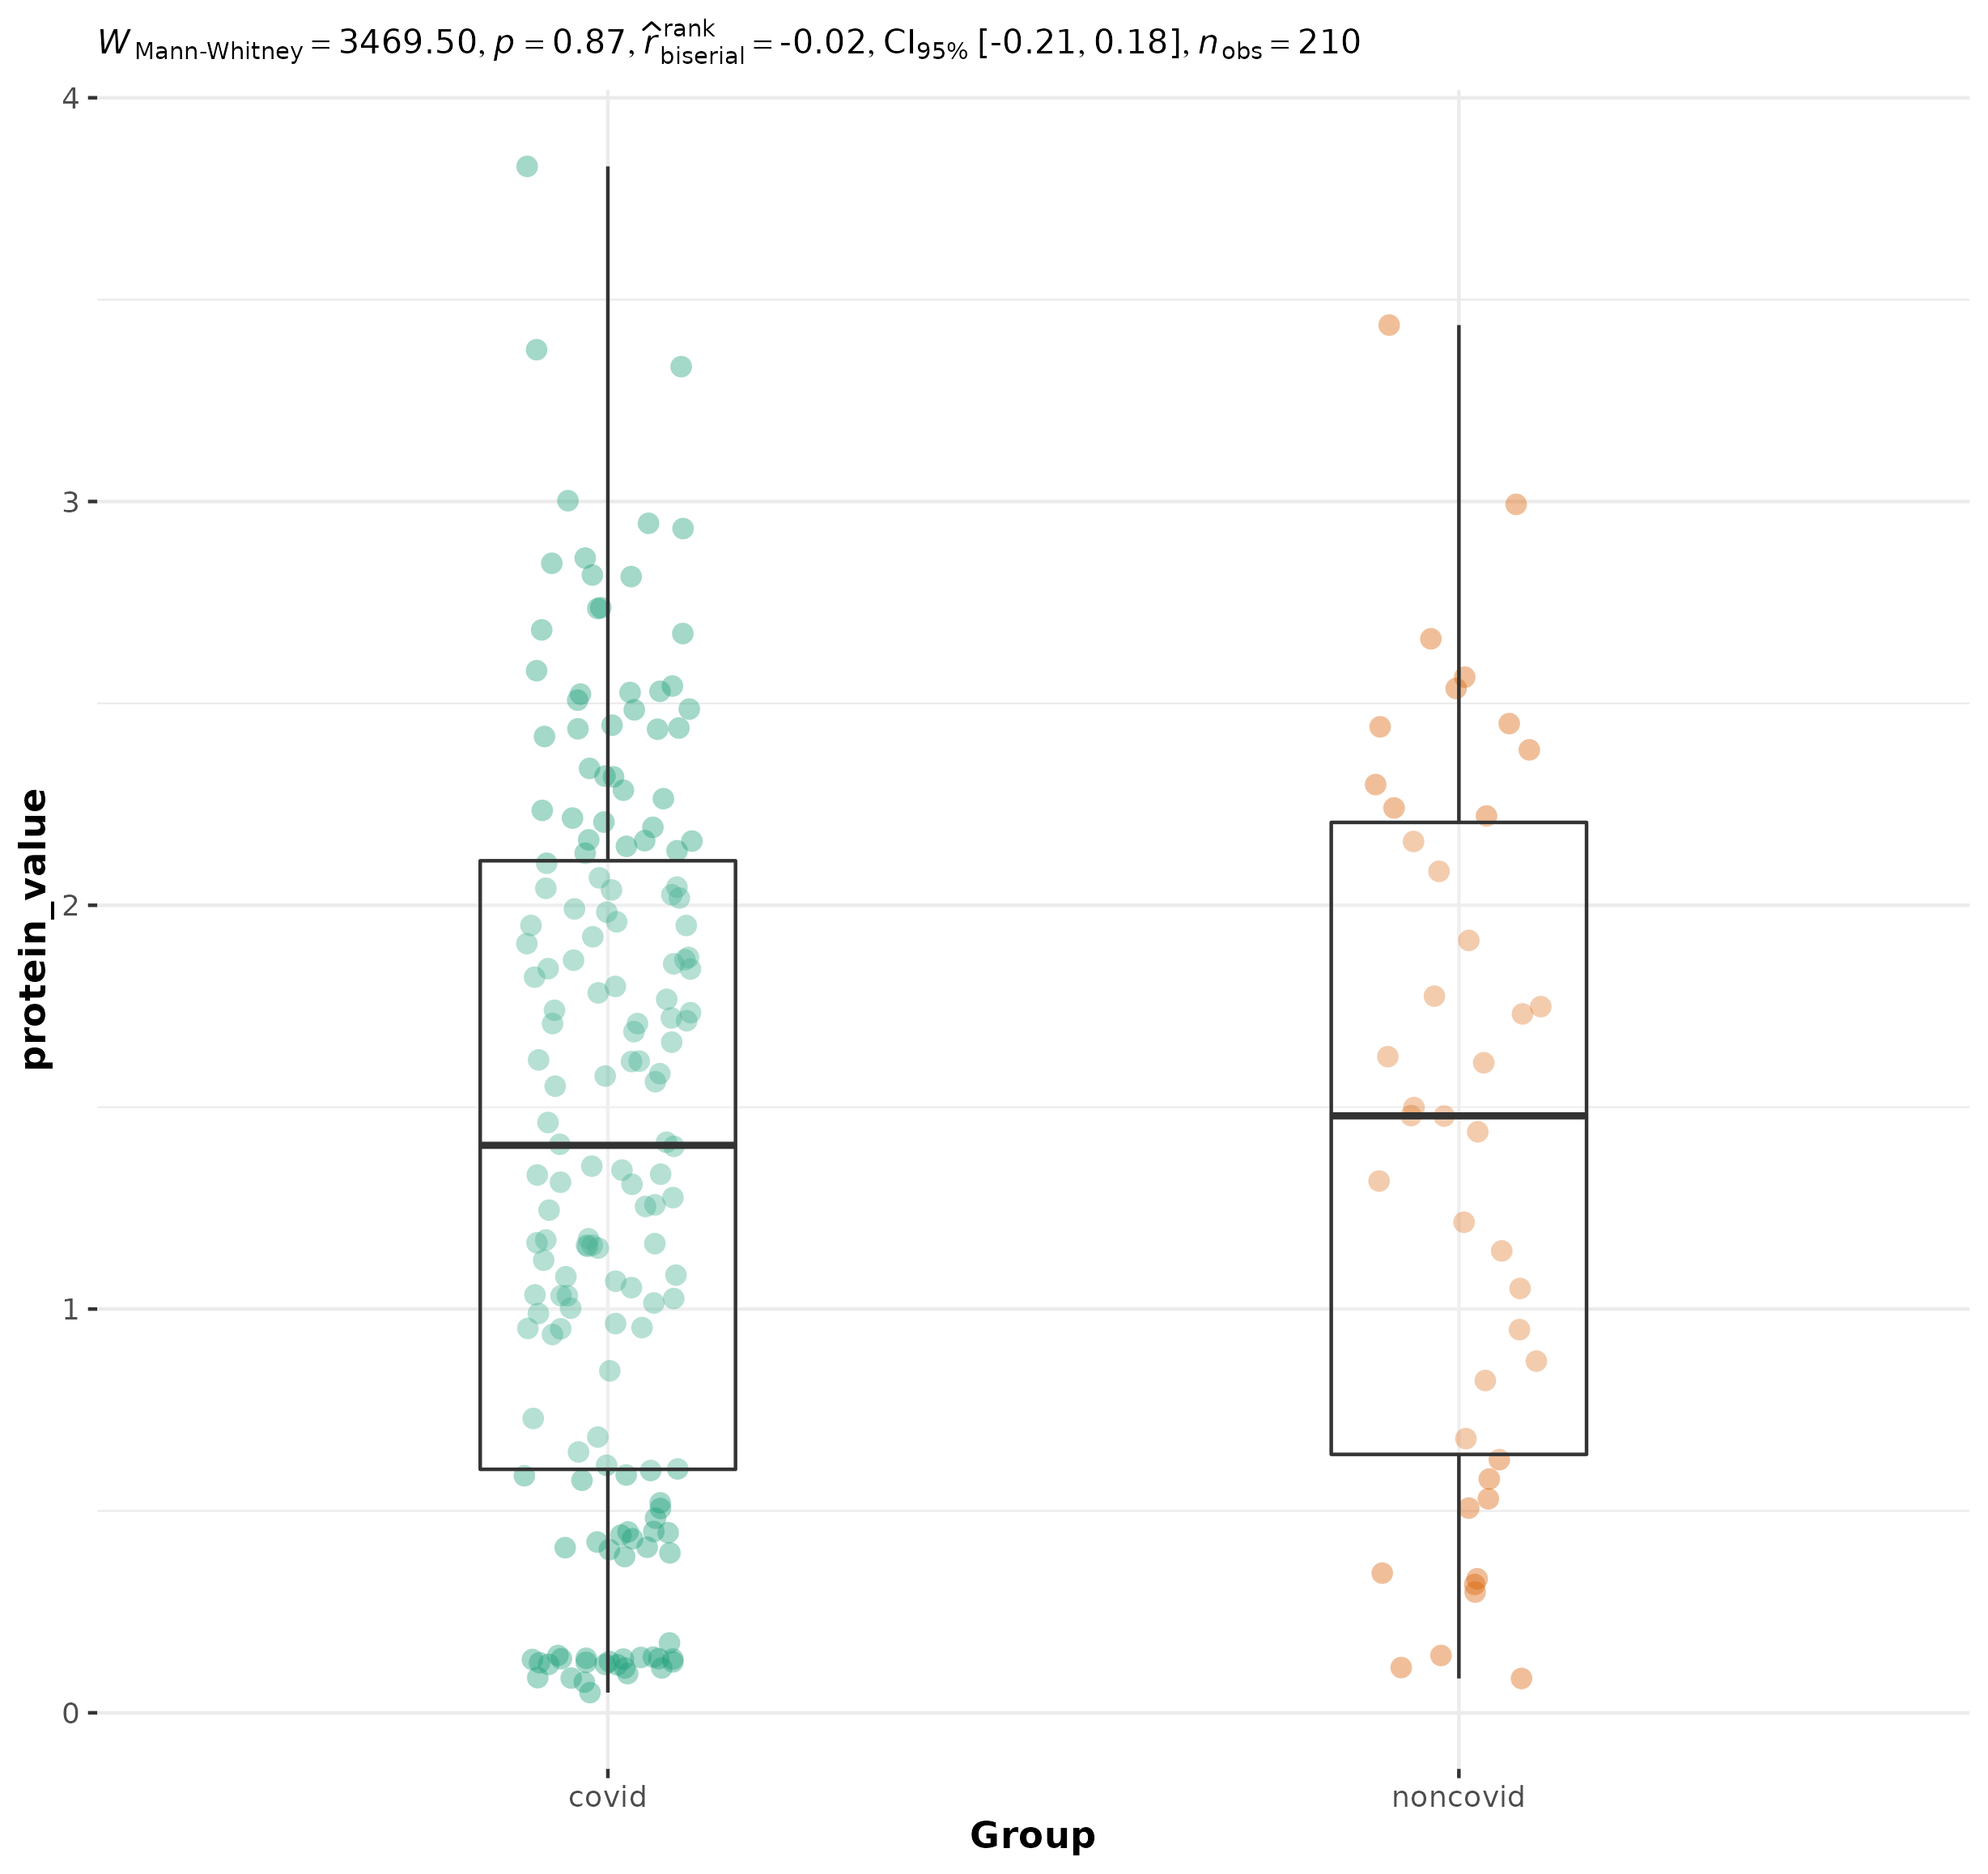 W Mann-Whitney = 3469.50, p = 0.87, r̂ rank biserial = -0.02, CI95% [-0.21, 0.18], nobs = 210
4
3
2
1
0
protein_value
covid noncovid
Group